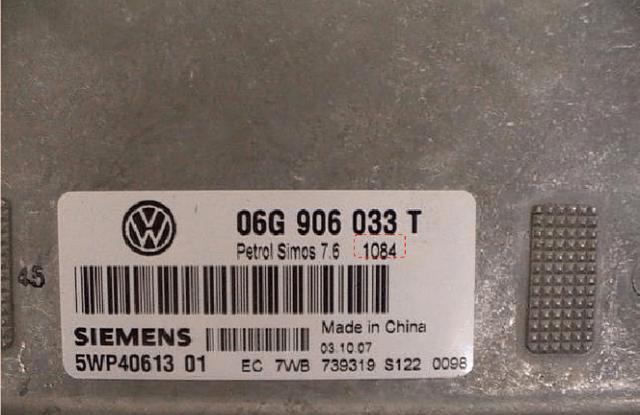 06G 906 033 T
Petrol Simos 7.6 1084
45
SIEMENS
Made in China
03.10.07
5WP40613 01 EC 7WB 739319 S122 0098